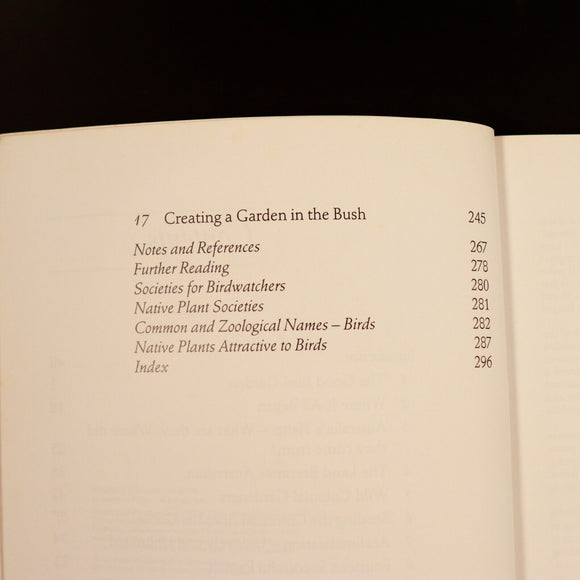 17 Creating a Garden in the Bush 245
Notes and References 267
Further Reading 278
Societies for Birdwatchers 280
Native Plant Societies 281
Common and Zoological Names – Birds 282
Native Plants Attractive to Birds 287
Index 296